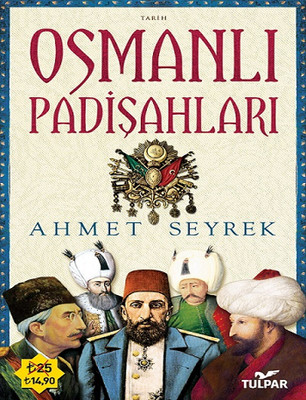 TARİH
OSMANLI
PADİŞAHLARI
AHMET SEYREK
₺25
₺14,90
TULPAR